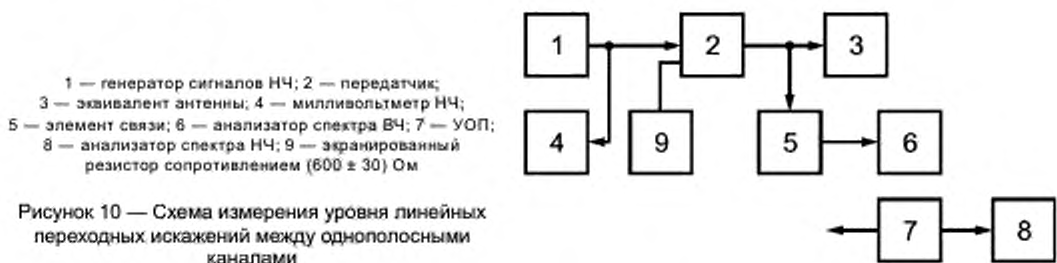 1 — генератор сигналов НЧ; 2 — передатчик;
3 — эквивалент антенны; 4 — милливольтметр НЧ;
5 — элемент связи; 6 — анализатор спектра ВЧ; 7 — УОП;
8 — анализатор спектра НЧ; 9 — экранированный
резистор сопротивлением (600 ± 30) Ом
Рисунок 10 — Схема измерения уровня линейных
переходных искажений между однополосными
каналами
1 2 3
4 9 5 6
7 8